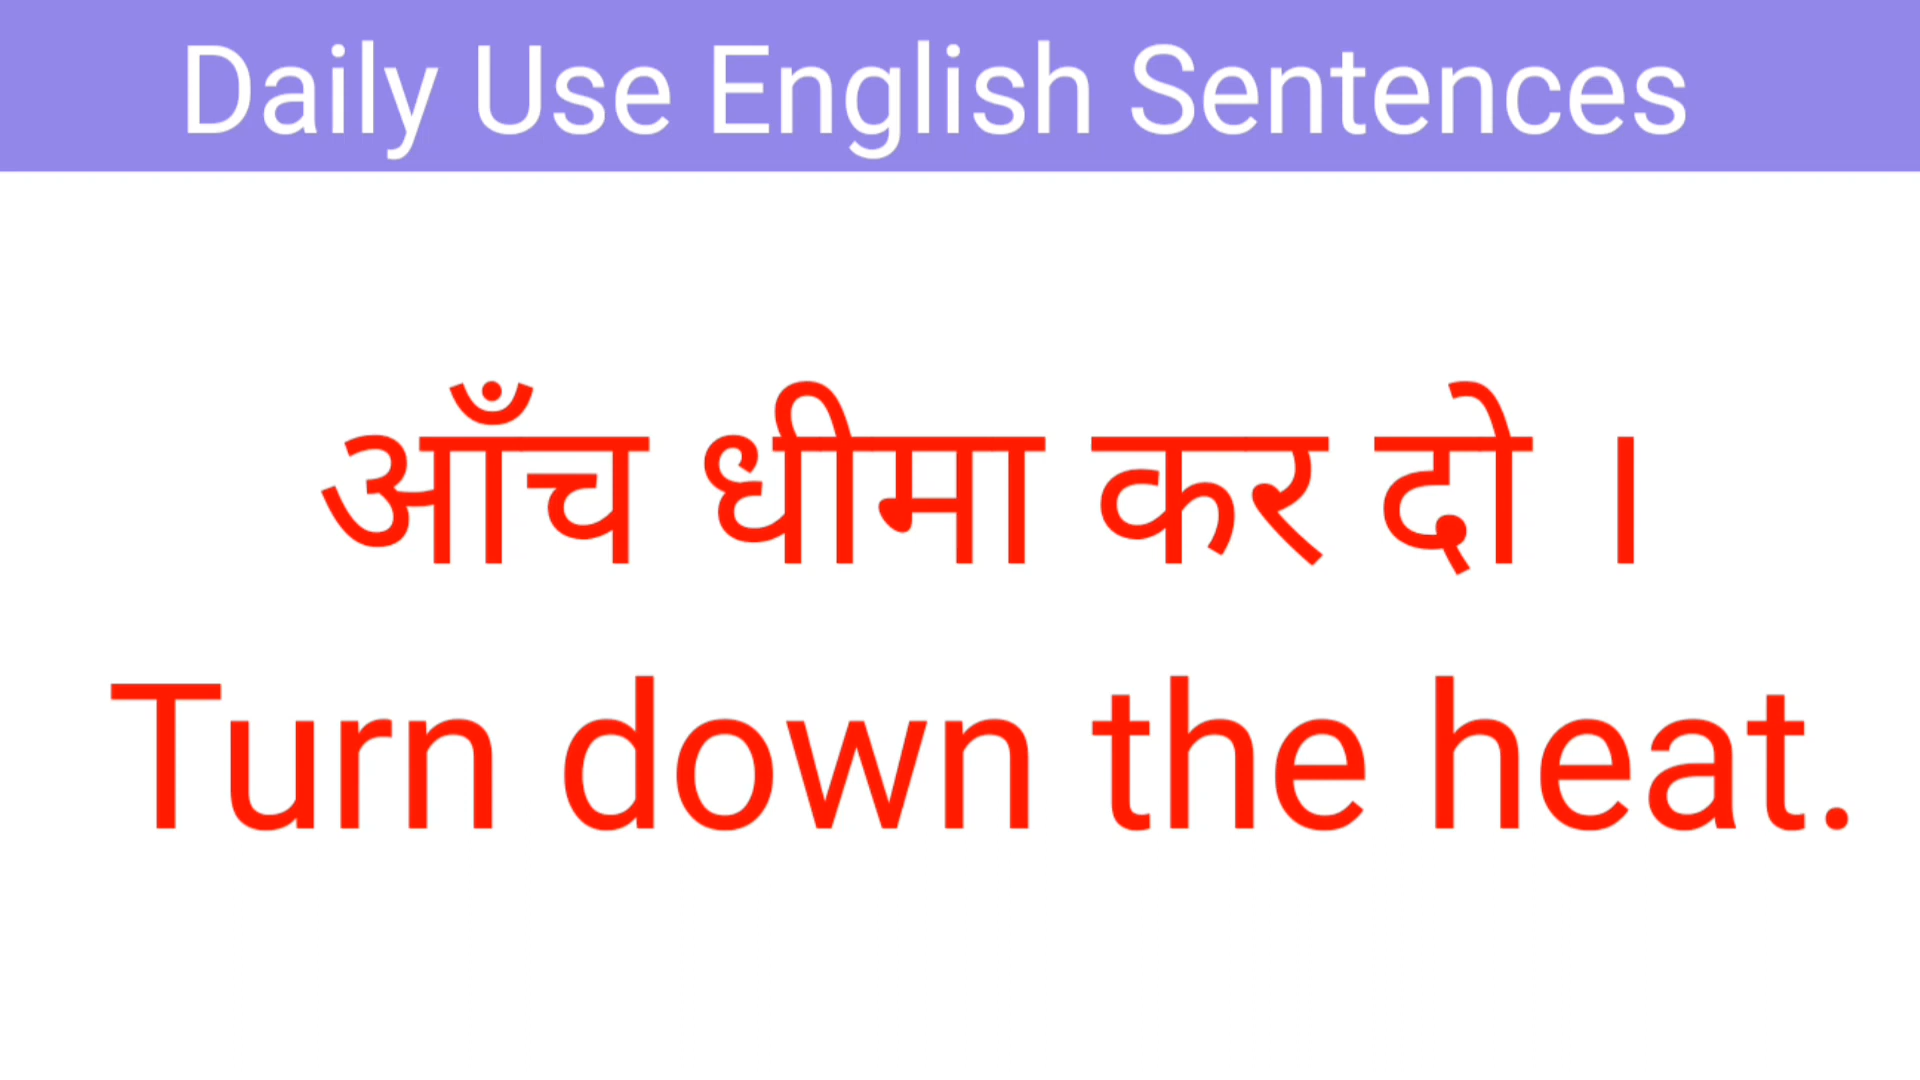 Daily Use English Sentences
आँच धीमा कर दो ।
Turn down the heat.